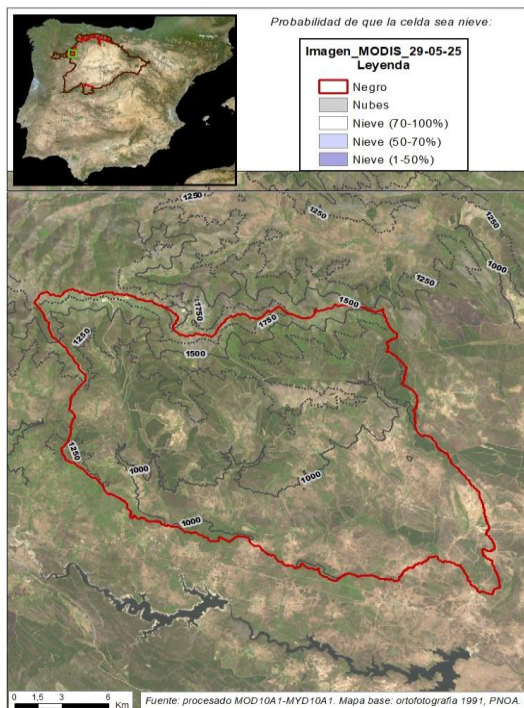 Probabilidad de que la celda sea nieve:
Imagen_MODIS_29-05-25
Leyenda
Negro
Nubes
Nieve (70-100%)
Nieve (50-70%)
Nieve (1-50%)
1250
1250
1250
1000
1250
1750
1500
1750
1500
1250
1250
1000
1000
1000
0 1,5 3 6
Km
Fuente: procesado MOD10A1-MYD10A1. Mapa base: ortofotografía 1991, PNOA.